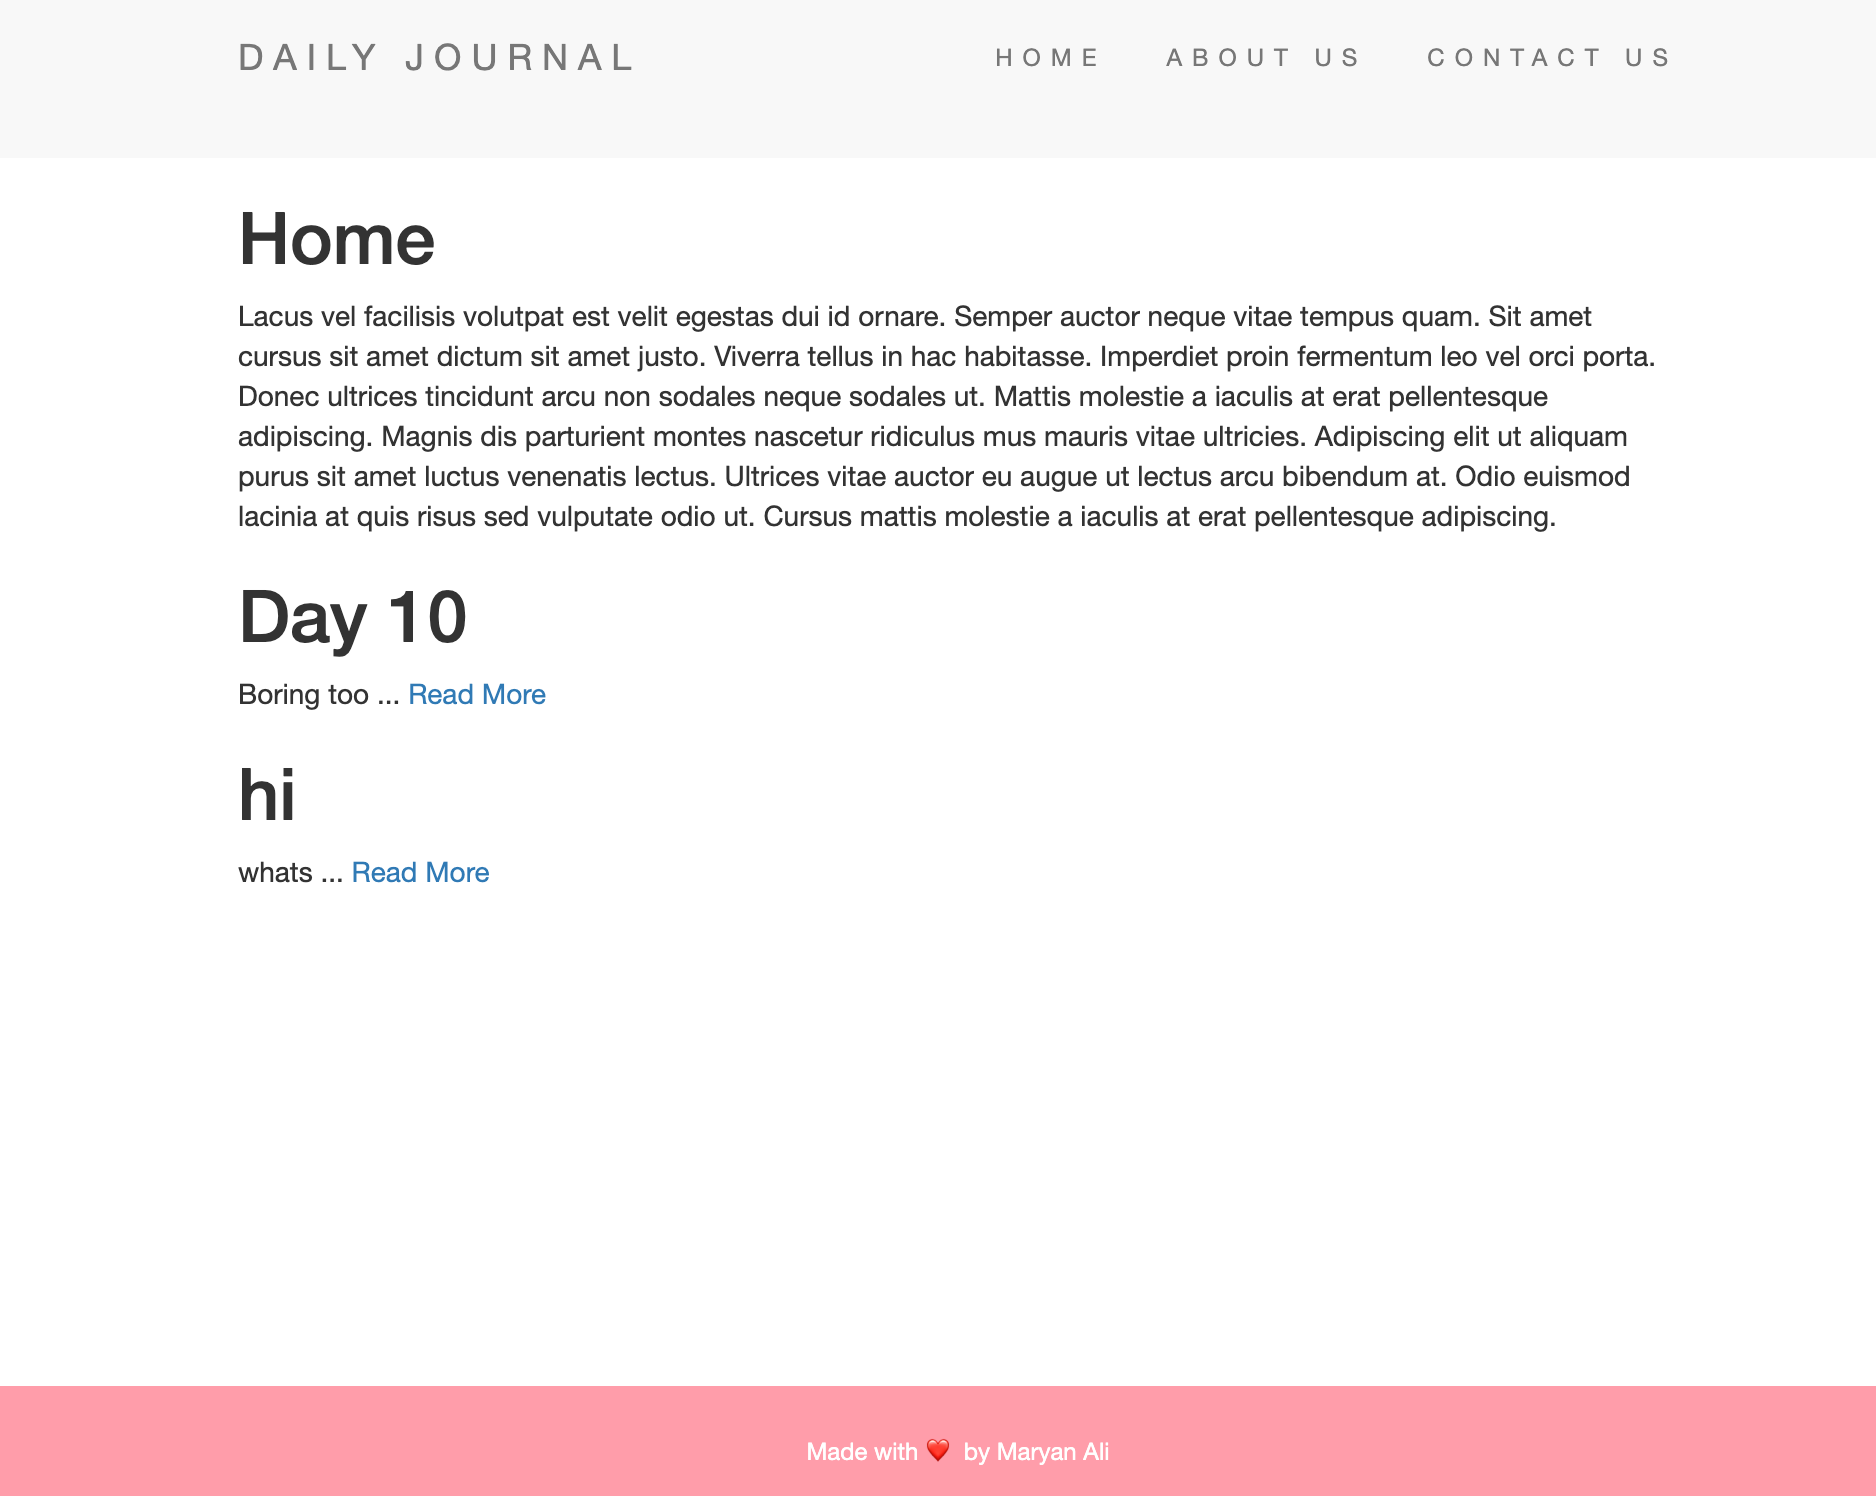 DAILY JOURNAL
HOME ABOUT US CONTACT US
Home
Lacus vel facilisis volutpat est velit egestas dui id ornare. Semper auctor neque vitae tempus quam. Sit amet
cursus sit amet dictum sit amet justo. Viverra tellus in hac habitasse. Imperdiet proin fermentum leo vel orci porta.
Donec ultrices tincidunt arcu non sodales neque sodales ut. Mattis molestie a iaculis at erat pellentesque
adipiscing. Magnis dis parturient montes nascetur ridiculus mus mauris vitae ultricies. Adipiscing elit ut aliquam
purus sit amet luctus venenatis lectus. Ultrices vitae auctor eu augue ut lectus arcu bibendum at. Odio euismod
lacinia at quis risus sed vulputate odio ut. Cursus mattis molestie a iaculis at erat pellentesque adipiscing.
Day 10
Boring too ... Read More
hi
whats ... Read More
Made with ❤️ by Maryan Ali